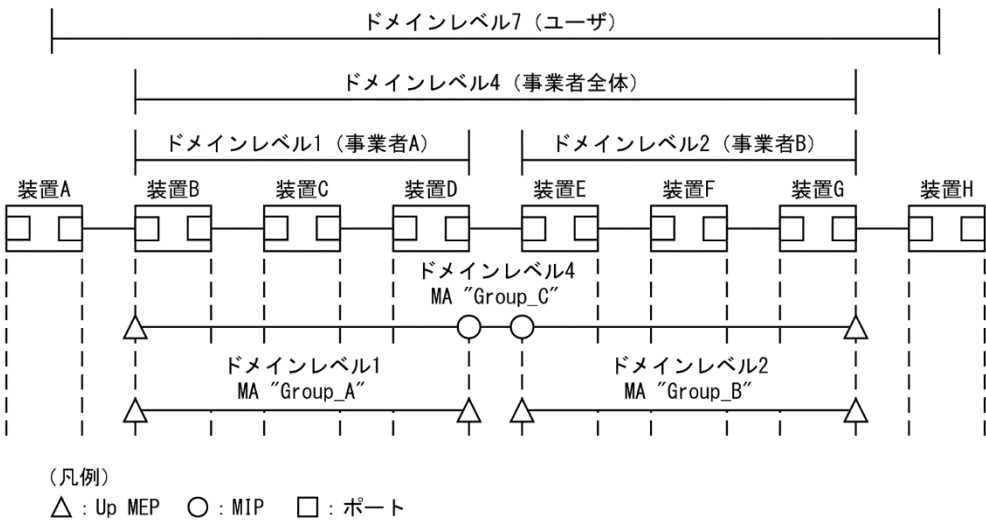 ドメインレベル7（ユーザ）
ドメインレベル4（事業者全体）
ドメインレベル1（事業者A）
ドメインレベル2（事業者B）
装置A
装置B
装置C
装置D
装置E
装置F
装置G
装置H
ドメインレベル4
MA "Group_C"
ドメインレベル1
MA "Group_A"
ドメインレベル2
MA "Group_B"
（凡例）
△：Up MEP　○：MIP　□：ポート